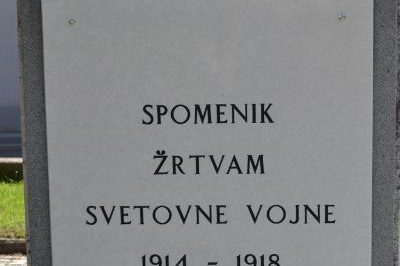 SPOMENIK
ŽRTVAM
SVETOVNE VOJNE
1914 - 1918